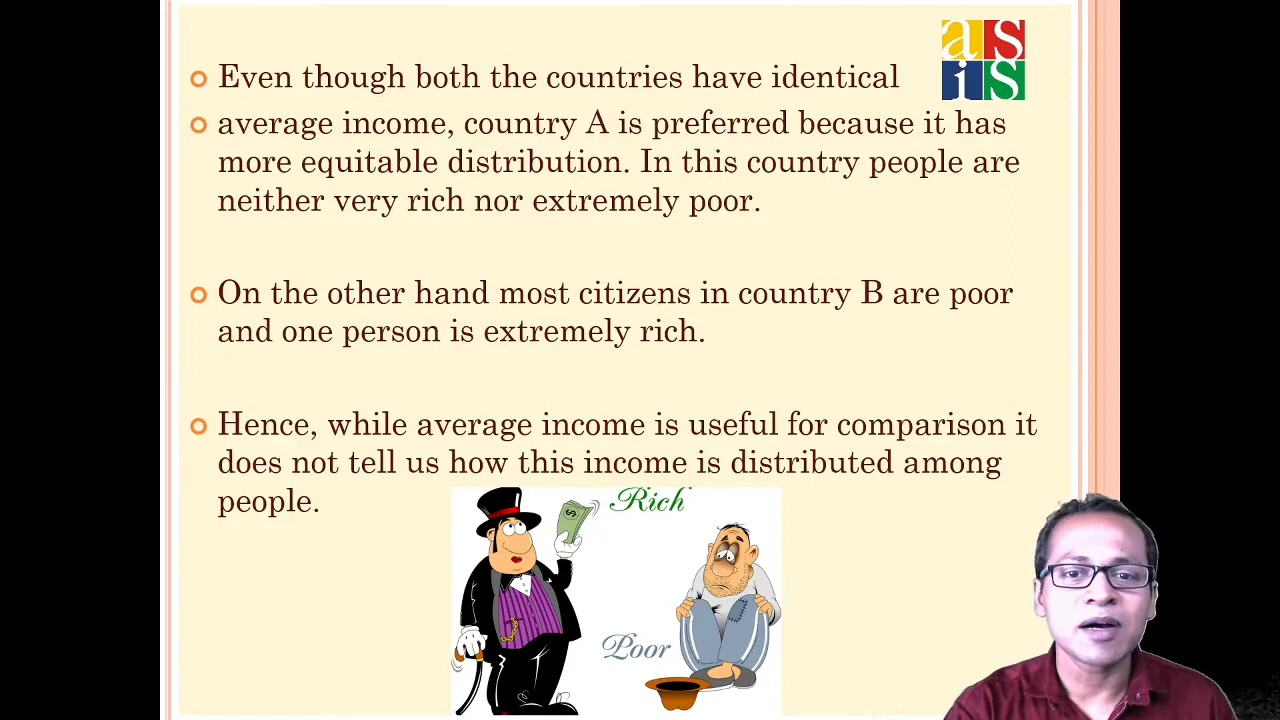 as
is
Even though both the countries have identical
average income, country A is preferred because it has
more equitable distribution. In this country people are
neither very rich nor extremely poor.
On the other hand most citizens in country B are poor
and one person is extremely rich.
Hence, while average income is useful for comparison it
does not tell us how this income is distributed among
people.
Rich
$
Poor